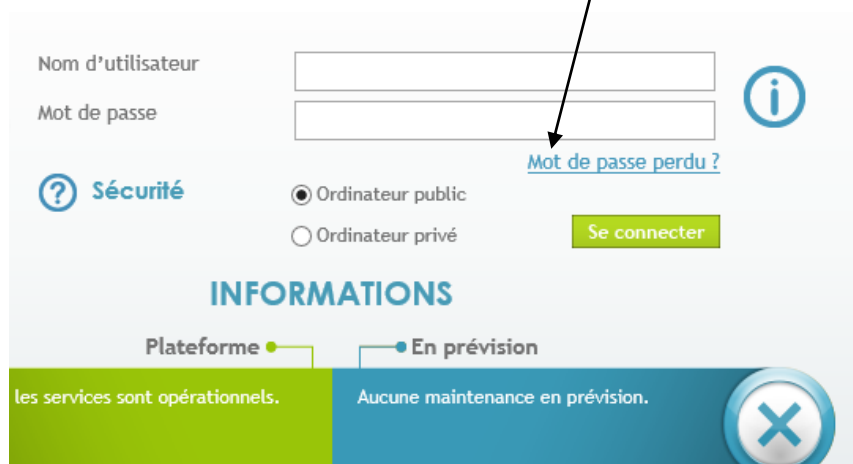 Nom d’utilisateur
Mot de passe
Mot de passe perdu ?
? Sécurité
Ordinateur public
Ordinateur privé
Se connecter
INFORMATIONS
Plateforme
En prévision
les services sont opérationnels.
Aucune maintenance en prévision.